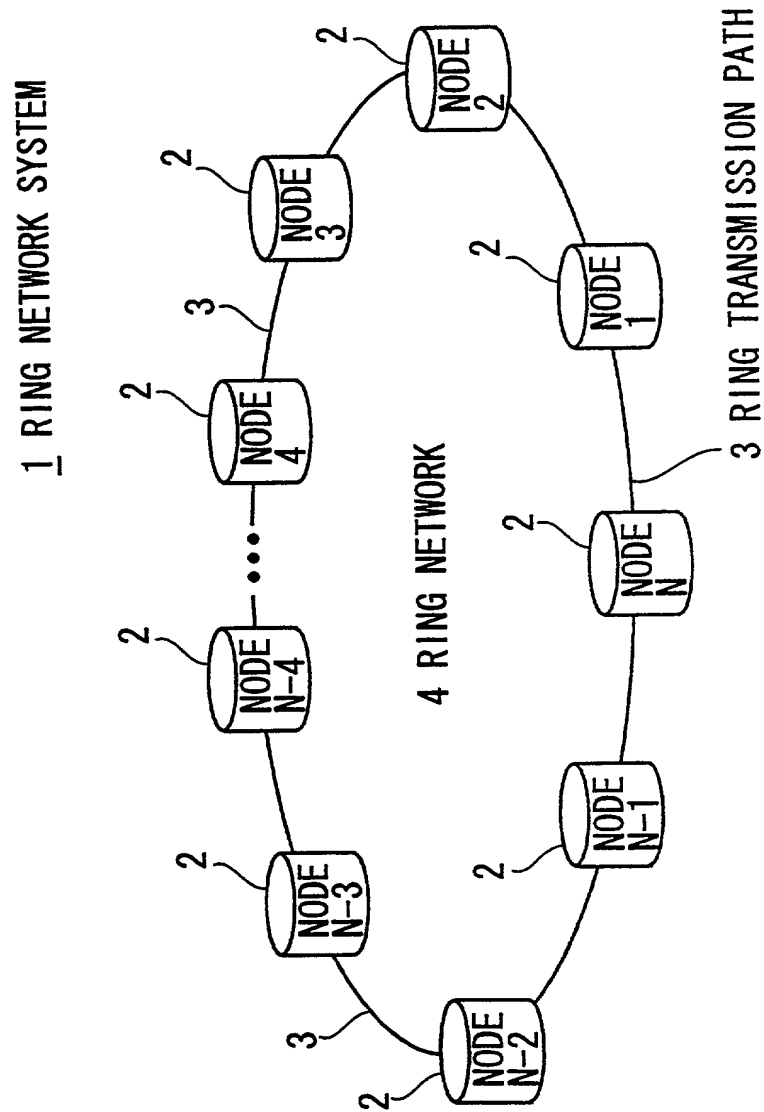 1 RING NETWORK SYSTEM
2
2
2
2
3
NODE
N-4
NODE
4
NODE
N-3
NODE
3
3
2
2
4 RING NETWORK
NODE
N-2
NODE
2
2
2
2
NODE
N-1
NODE
N
NODE
1
3 RING TRANSMISSION PATH